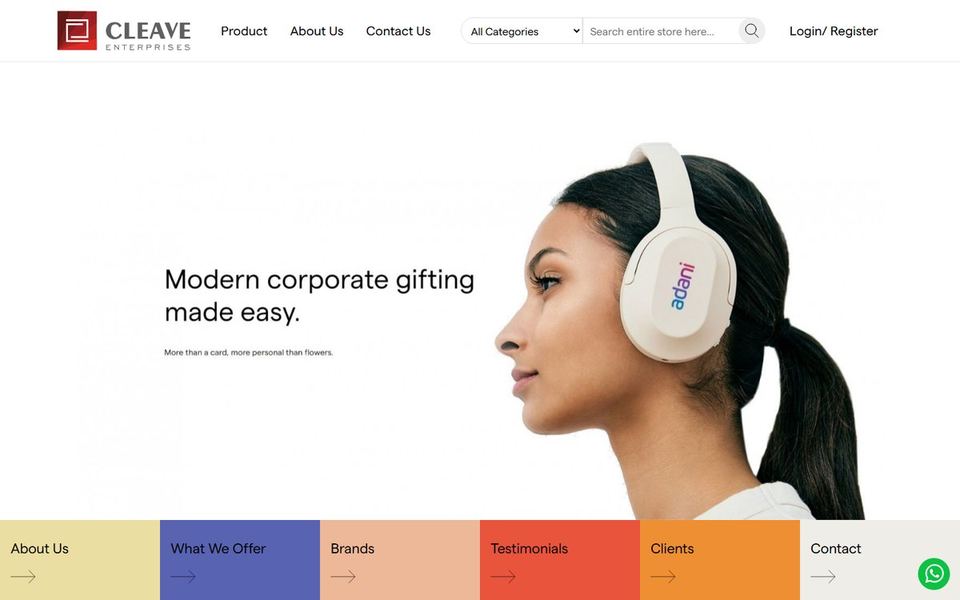 CLEAVE
ENTERPRISES
Product
About Us
Contact Us
All Categories
Search entire store here...
Login/ Register
Modern corporate gifting
made easy.
More than a card, more personal than flowers.
adani
About Us
What We Offer
Brands
Testimonials
Clients
Contact